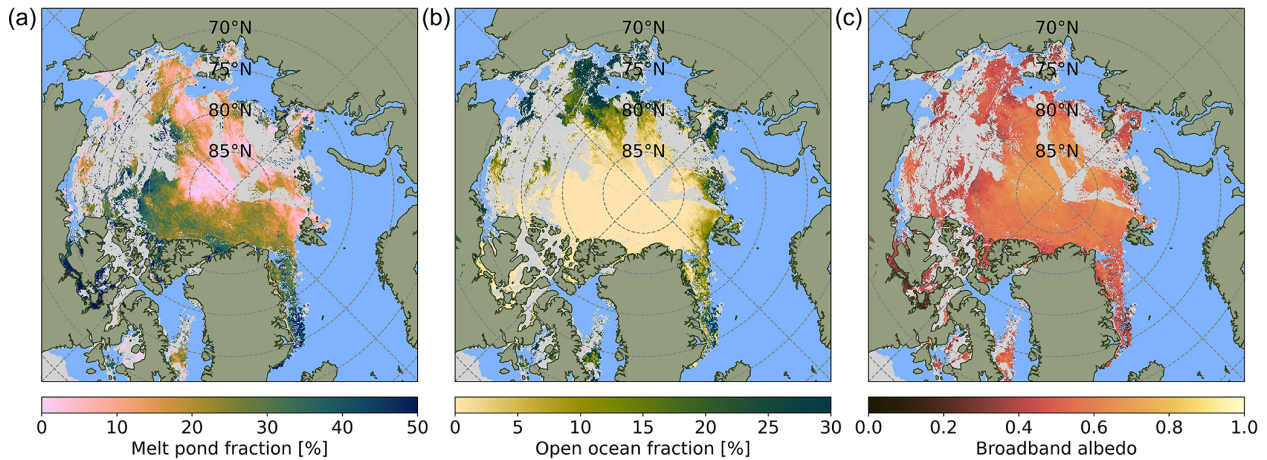 (a)
70°N
75°N
80°N
85°N
0 10 20 30 40 50
Melt pond fraction [%]
(b)
70°N
75°N
80°N
85°N
0 5 10 15 20 25 30
Open ocean fraction [%]
(c)
70°N
75°N
80°N
85°N
0.0 0.2 0.4 0.6 0.8 1.0
Broadband albedo